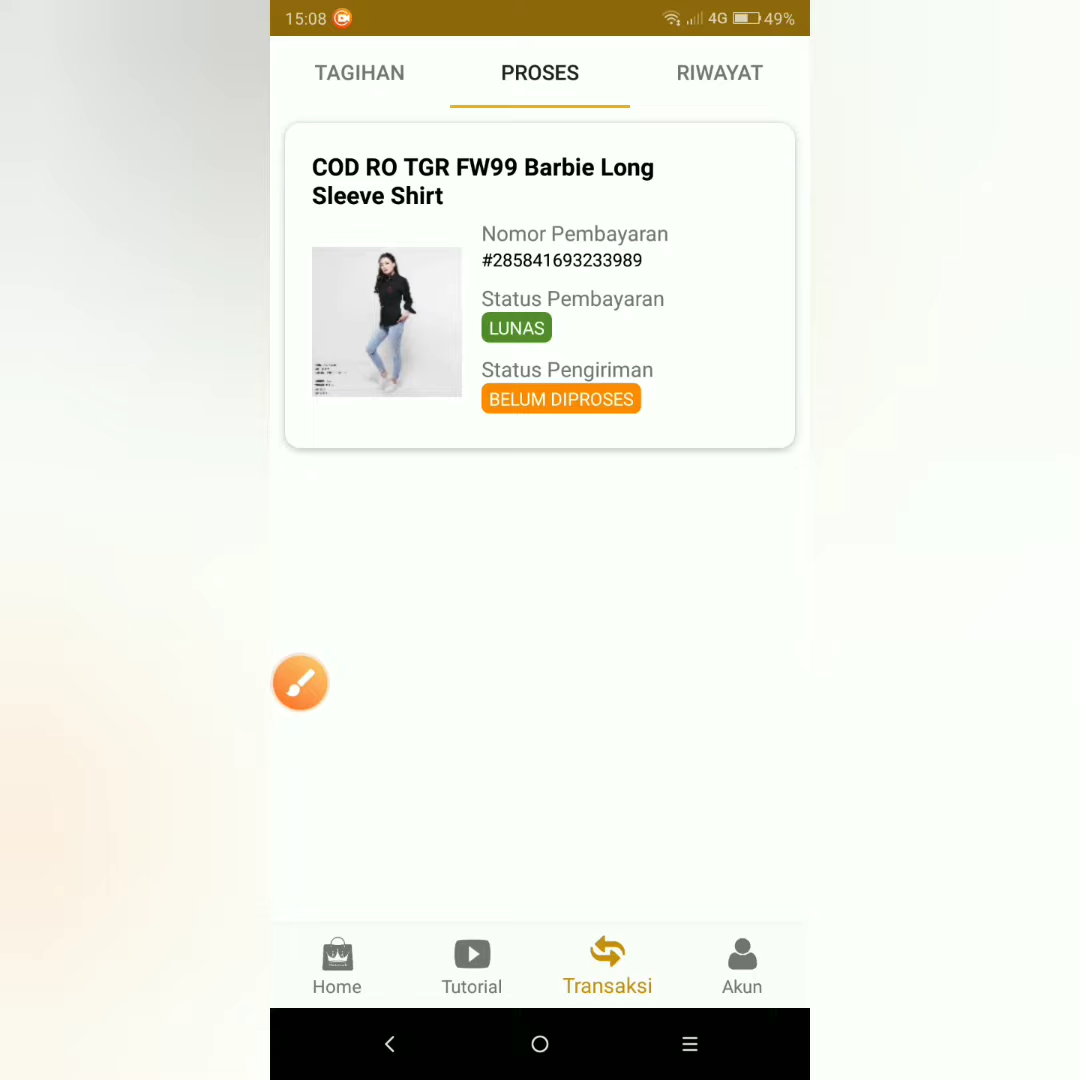 15:08 4G 49%
TAGIHAN PROSES RIWAYAT
COD RO TGR FW99 Barbie Long
Sleeve Shirt
Nomor Pembayaran
#285841693233989
Status Pembayaran
LUNAS
Status Pengiriman
BELUM DIPROSES
Home Tutorial Transaksi Akun